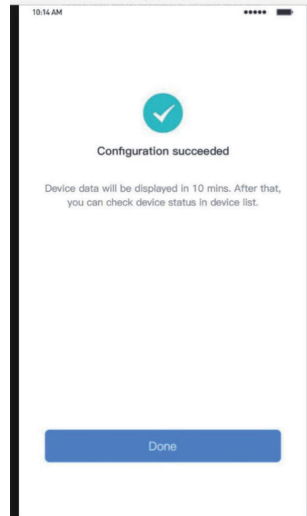 10:14 AM
Configuration succeeded
Device data will be displayed in 10 mins. After that,
you can check device status in device list.
Done